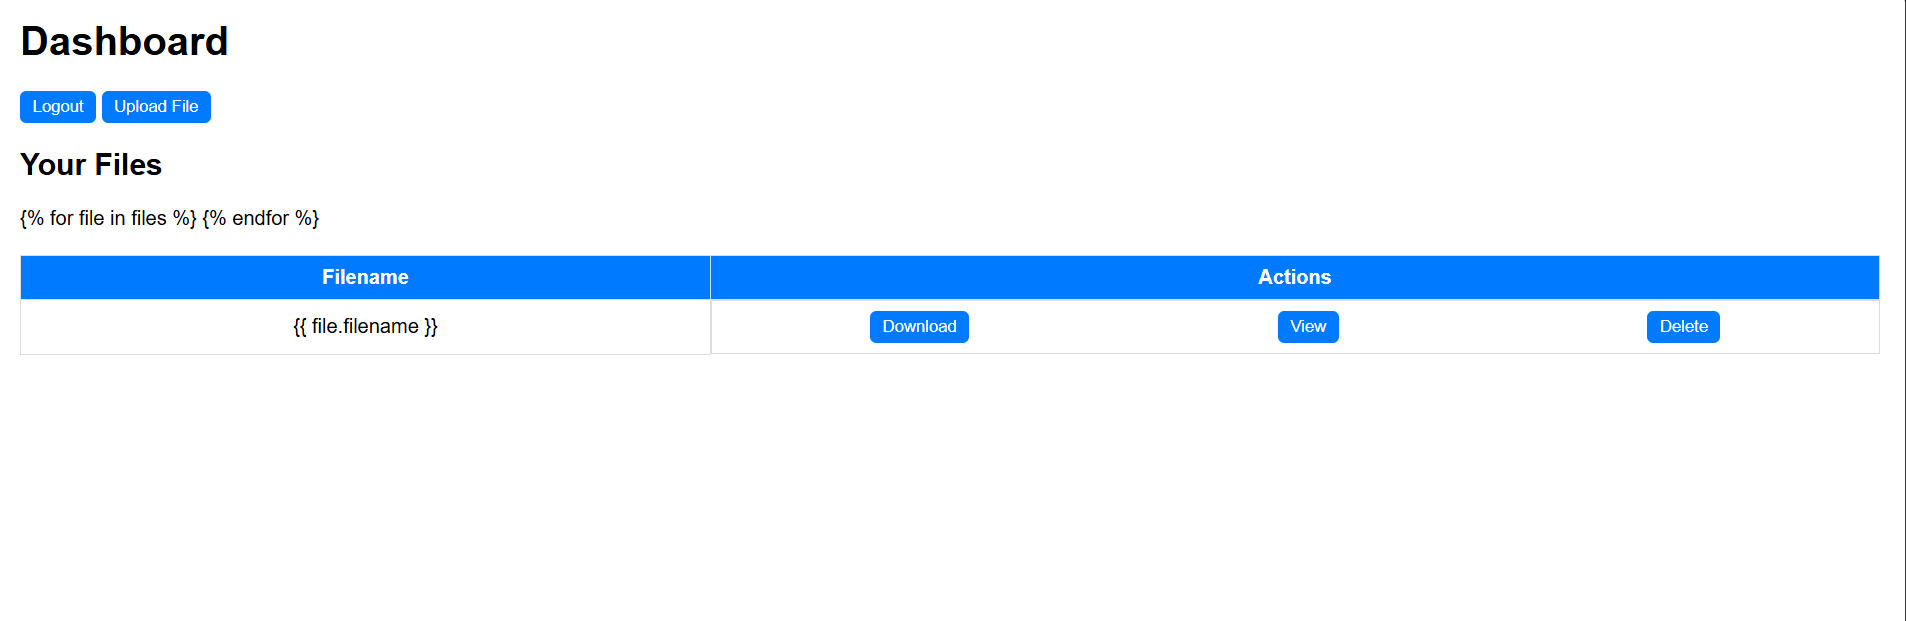 Dashboard
Logout Upload File
Your Files
{% for file in files %} {% endfor %}
Filename Actions
{{ file.filename }} Download View Delete